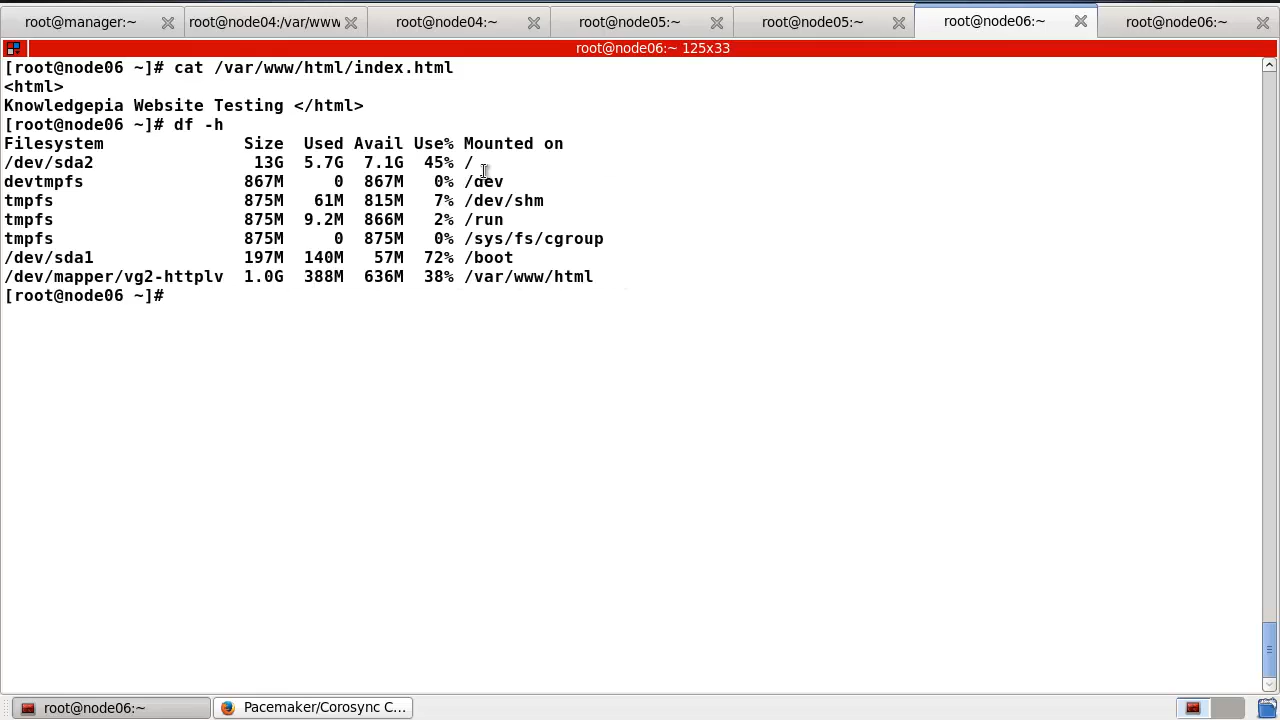 root@manager:~ root@node04:/var/www root@node04:~ root@node05:~ root@node05:~ root@node06:~ root@node06:~
root@node06:~ 125x33
[root@node06 ~]# cat /var/www/html/index.html
<html>
Knowledgepia Website Testing </html>
[root@node06 ~]# df -h
Filesystem              Size  Used Avail Use% Mounted on
/dev/sda2                13G  5.7G  7.1G  45% /
devtmpfs                867M     0  867M   0% /dev
tmpfs                   875M   61M  815M   7% /dev/shm
tmpfs                   875M  9.2M  866M   2% /run
tmpfs                   875M     0  875M   0% /sys/fs/cgroup
/dev/sda1               197M  140M   57M  72% /boot
/dev/mapper/vg2-httplv  1.0G  388M  636M  38% /var/www/html
[root@node06 ~]#
root@node06:~ Pacemaker/Corosync C...